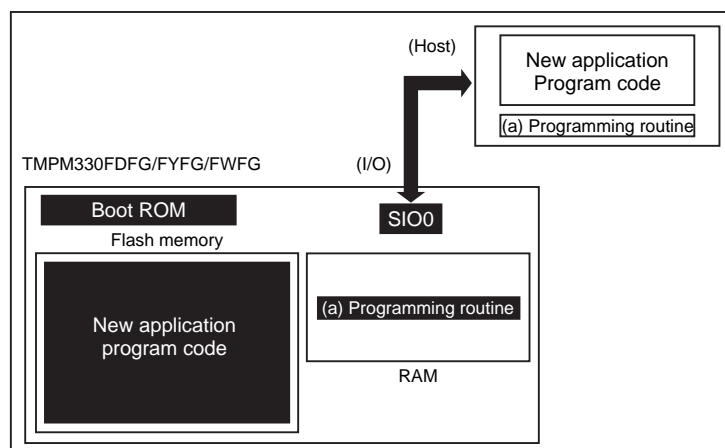 (Host)
New application
Program code
(a) Programming routine
TMPM330FDFG/FYFG/FWFG
(I/O)
Boot ROM
SIO0
Flash memory
New application
program code
(a) Programming routine
RAM